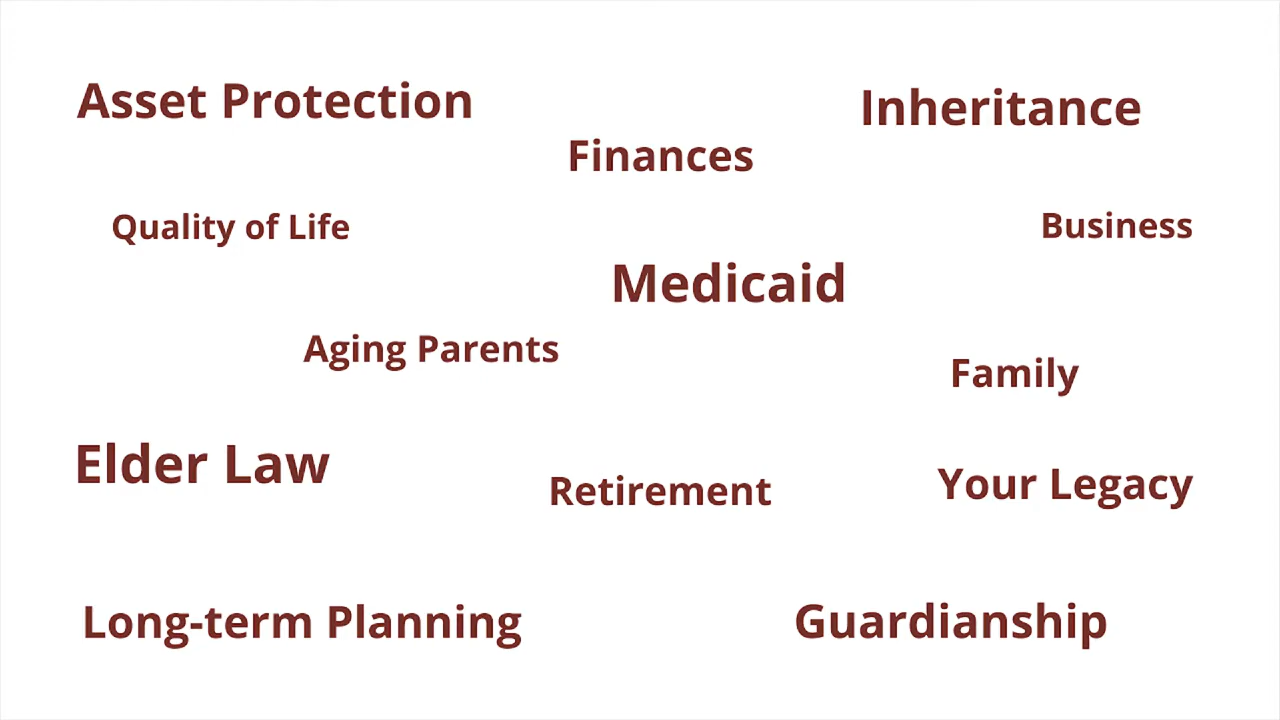 Asset Protection
Inheritance
Finances
Quality of Life
Business
Medicaid
Aging Parents
Family
Elder Law
Retirement
Your Legacy
Long-term Planning
Guardianship